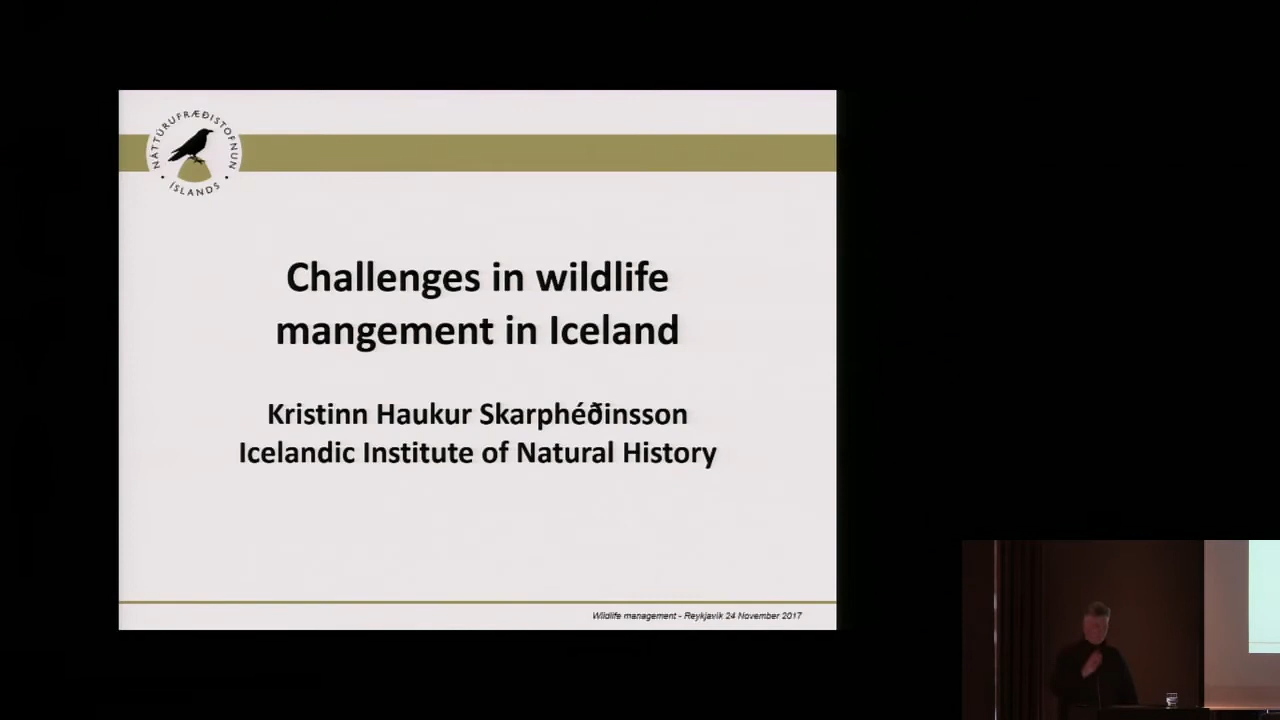 NÁTTÚRUFRÆÐISTOFNUN
ÍSLANDS
Challenges in wildlife
mangement in Iceland
Kristinn Haukur Skarphéðinsson
Icelandic Institute of Natural History
Wildlife management - Reykjavik 24 November 2017